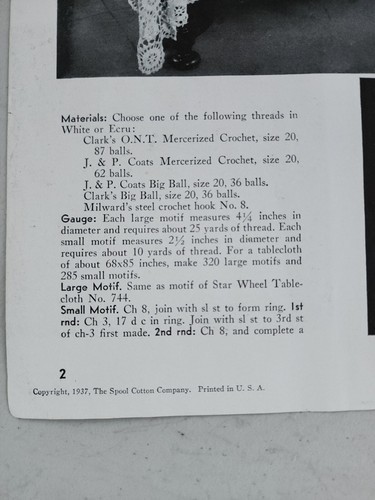 Materials: Choose one of the following threads in
White or Ecru:
Clark's O.N.T. Mercerized Crochet, size 20,
87 balls.
J. & P. Coats Mercerized Crochet, size 20,
62 balls.
J. & P. Coats Big Ball, size 20, 36 balls.
Clark's Big Ball, size 20, 36 balls.
Milward's steel crochet hook No. 8.
Gauge: Each large motif measures 4¼ inches in
diameter and requires about 25 yards of thread. Each
small motif measures 2½ inches in diameter and
requires about 10 yards of thread. For a tablecloth
of about 68x85 inches, make 320 large motifs and
285 small motifs.
Large Motif. Same as motif of Star Wheel Table-
cloth No. 744.
Small Motif. Ch 8, join with sl st to form ring. 1st
rnd: Ch 3, 17 d c in ring. Join with sl st to 3rd st
of ch-3 first made. 2nd rnd: Ch 8, and complete a
2
Copyright, 1937, The Spool Cotton Company. Printed in U. S. A.